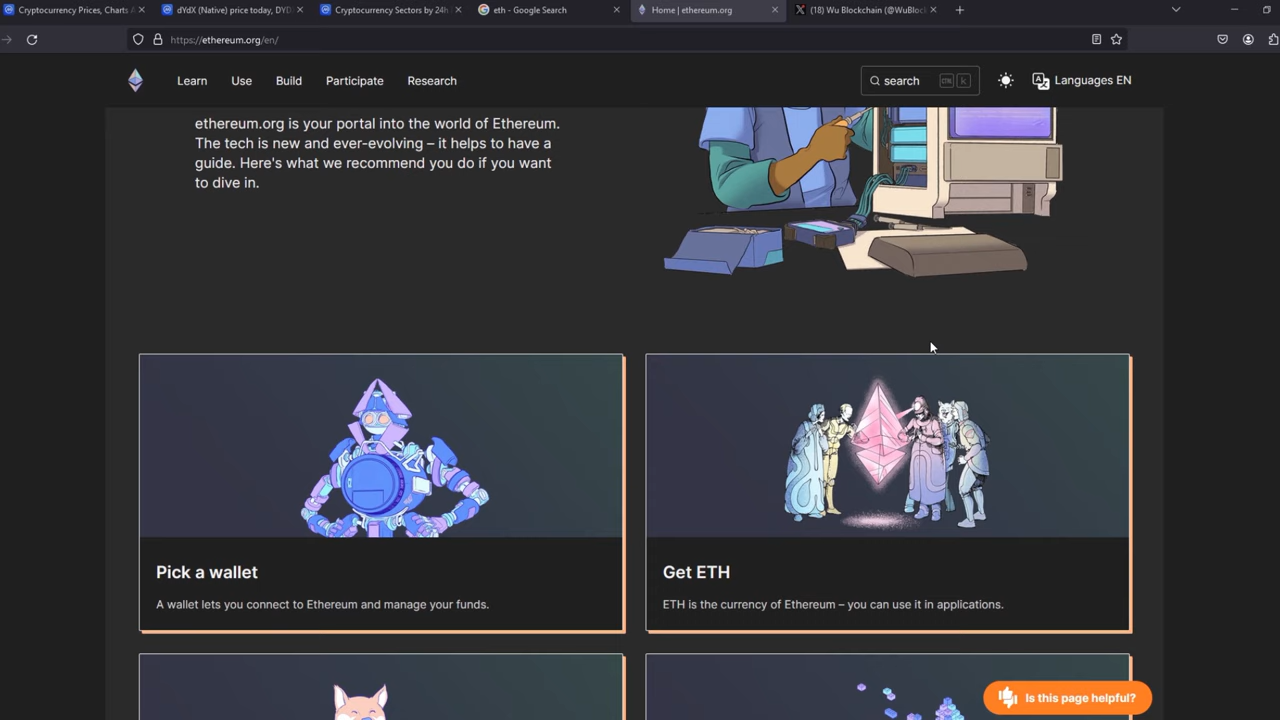 Cryptocurrency Prices, Charts A
dYdX (Native) price today, DYD
Cryptocurrency Sectors by 24h
eth - Google Search
Home | ethereum.org
(18) Wu Blockchain (@WuBloc
https://ethereum.org/en/
Learn
Use
Build
Participate
Research
search
ctrl k
Languages EN
ethereum.org is your portal into the world of Ethereum.
The tech is new and ever-evolving – it helps to have a
guide. Here's what we recommend you do if you want
to dive in.
Pick a wallet
A wallet lets you connect to Ethereum and manage your funds.
Get ETH
ETH is the currency of Ethereum – you can use it in applications.
Is this page helpful?